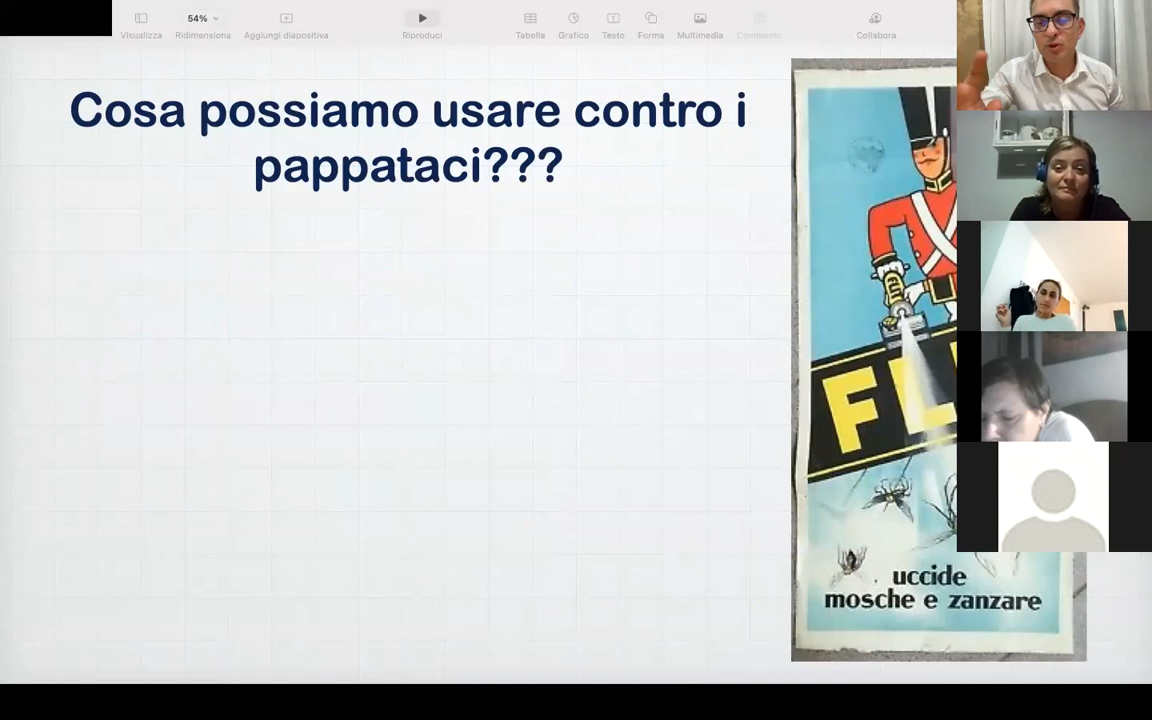 54%
Visualizza Ridimensiona Aggiungi diapositiva Riproduci Tabella Grafico Testo Forma Multimedia Commento Collabora
Cosa possiamo usare contro i
pappataci???
uccide
mosche e zanzare